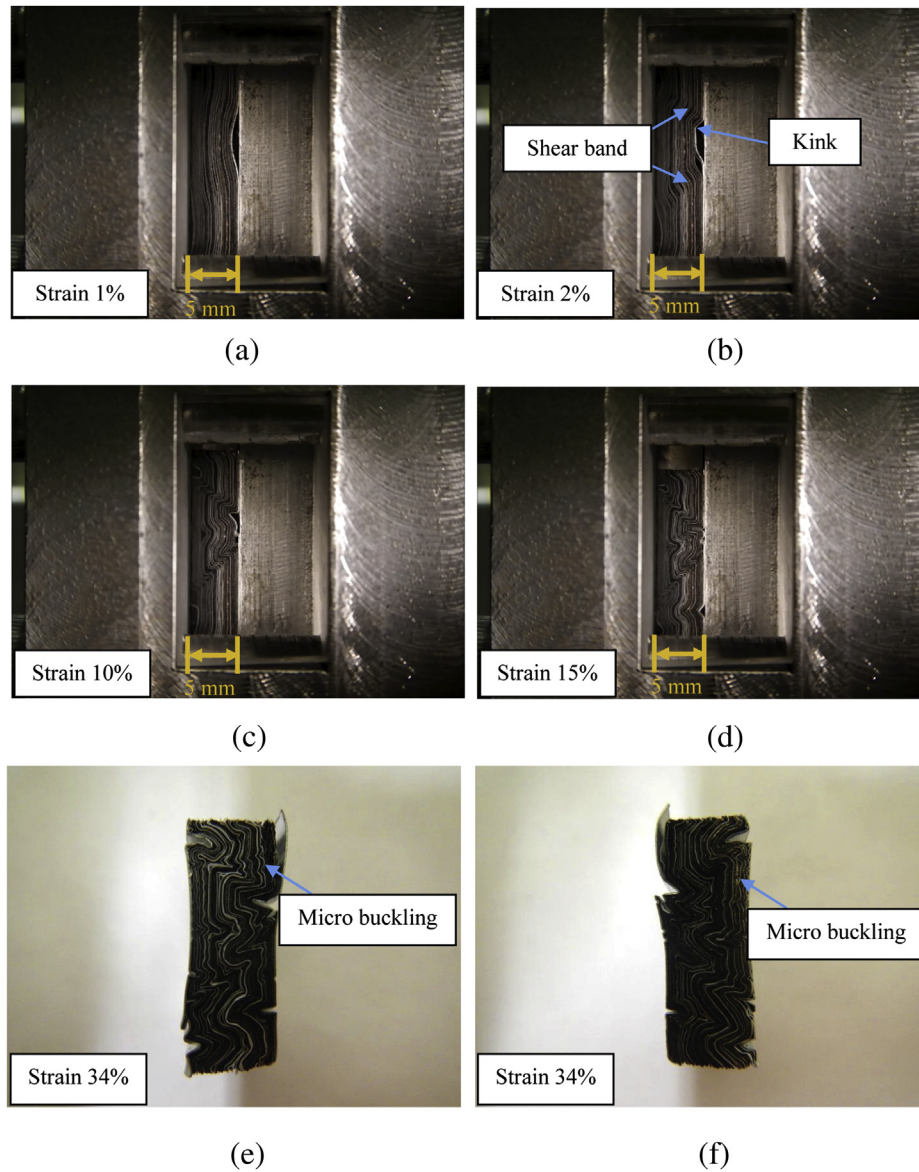 Strain 1%
5 mm
(a)
Shear band
Kink
Strain 2%
5 mm
(b)
Strain 10%
5 mm
(c)
Strain 15%
5 mm
(d)
Micro buckling
Strain 34%
(e)
Micro buckling
Strain 34%
(f)